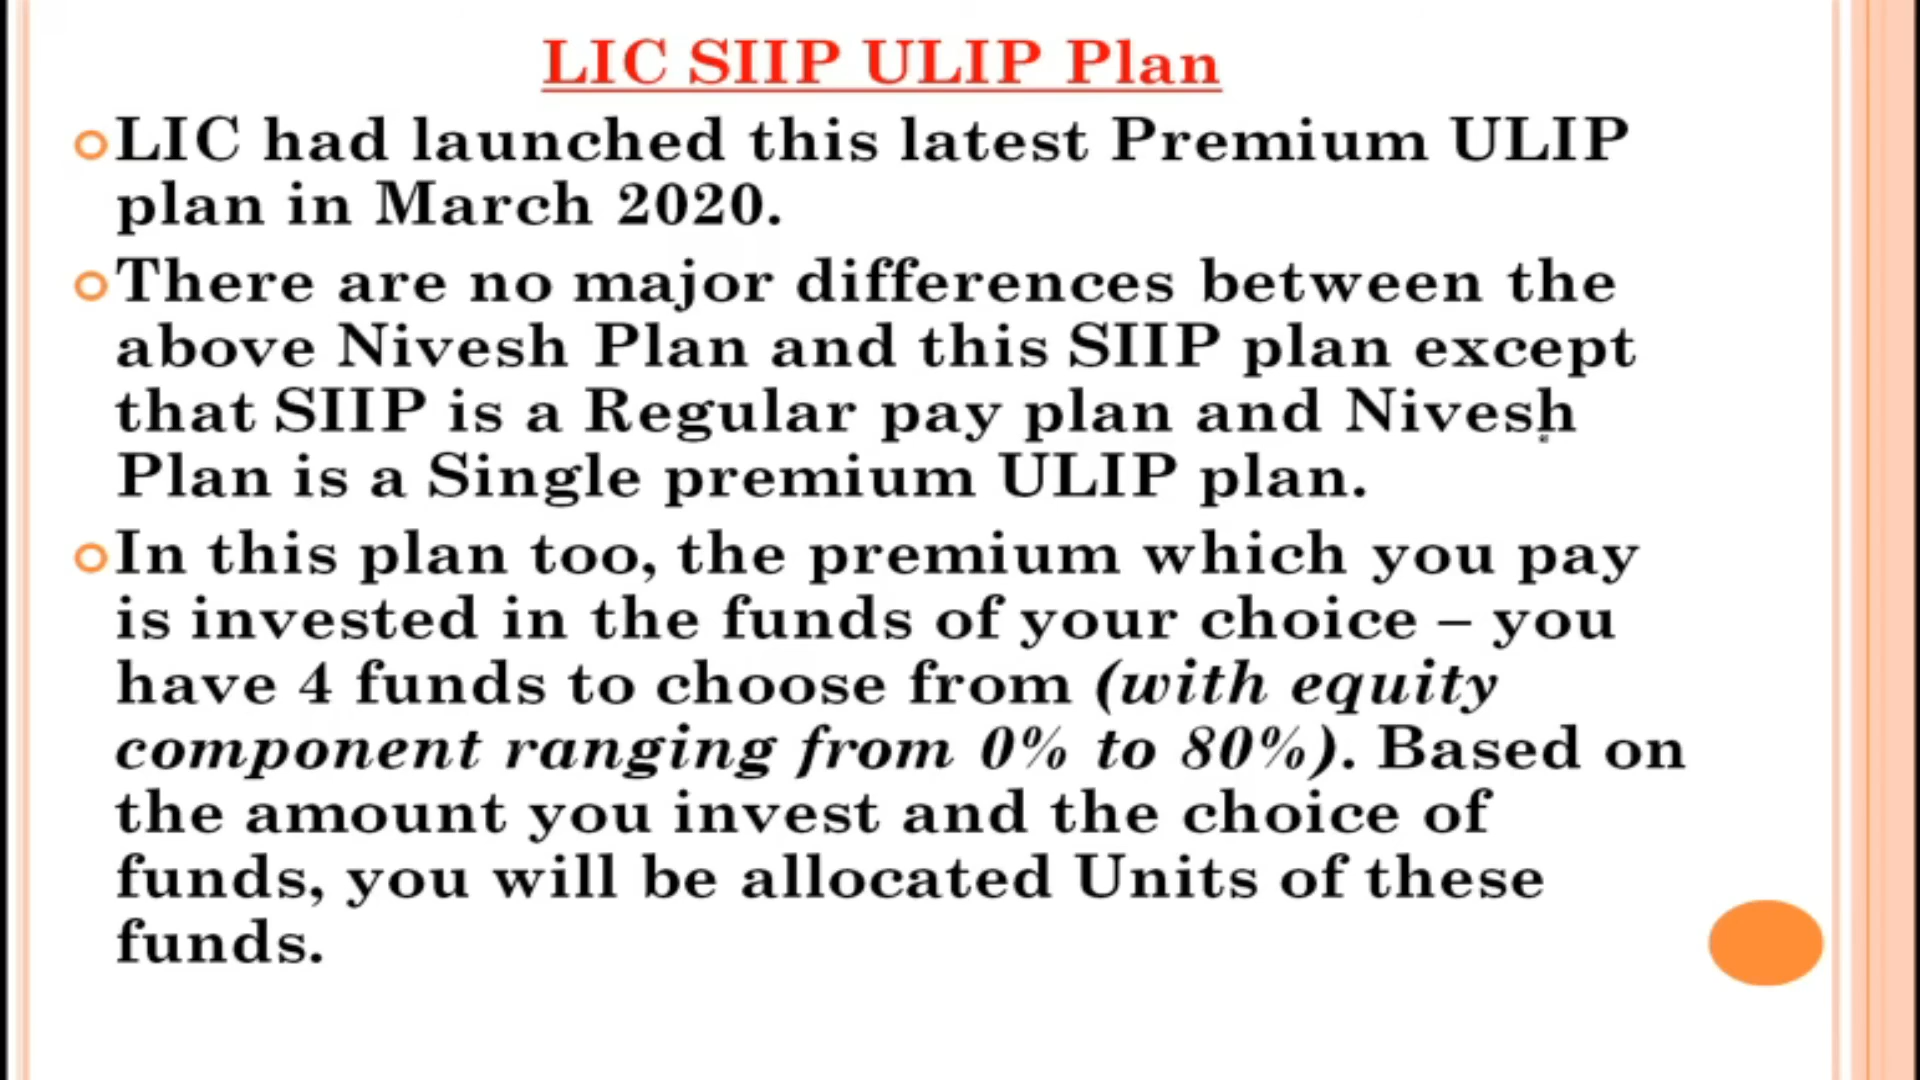 LIC SIIP ULIP Plan
LIC had launched this latest Premium ULIP
plan in March 2020.
There are no major differences between the
above Nivesh Plan and this SIIP plan except
that SIIP is a Regular pay plan and Nivesh
Plan is a Single premium ULIP plan.
In this plan too, the premium which you pay
is invested in the funds of your choice – you
have 4 funds to choose from (with equity
component ranging from 0% to 80%). Based on
the amount you invest and the choice of
funds, you will be allocated Units of these
funds.